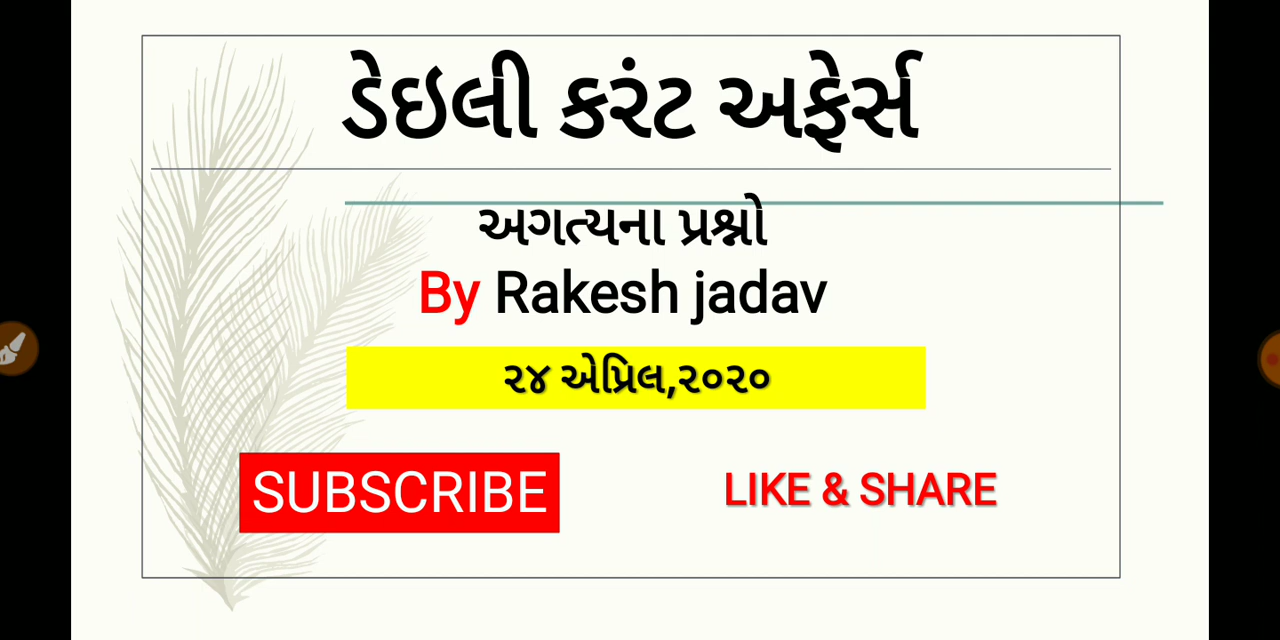 ડેઇલી કરંટ અફેર્સ
અગત્યના પ્રશ્નો
By Rakesh jadav
૨૪ એપ્રિલ,૨૦૨૦
SUBSCRIBE
LIKE & SHARE